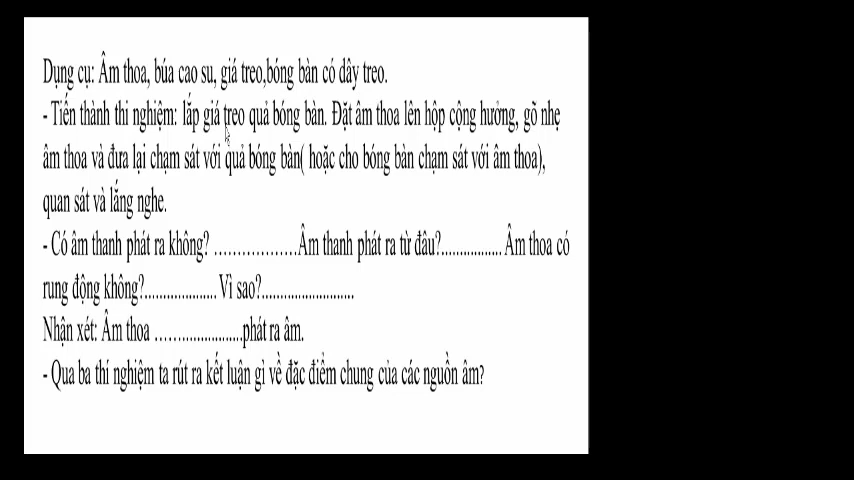 Dụng cụ: Âm thoa, búa cao su, giá treo,bóng bàn có dây treo.
- Tiến thành thi nghiệm: lắp giá treo quả bóng bàn. Đặt âm thoa lên hộp cộng hưởng, gõ nhẹ
âm thoa và đưa lại chạm sát với quả bóng bàn( hoặc cho bóng bàn chạm sát với âm thoa),
quan sát và lắng nghe.
- Có âm thanh phát ra không? ………………Âm thanh phát ra từ đâu?................. Âm thoa có
rung động không?.................... Vì sao?..........................
Nhận xét: Âm thoa …….................phát ra âm.
- Qua ba thí nghiệm ta rút ra kết luận gì về đặc điểm chung của các nguồn âm?